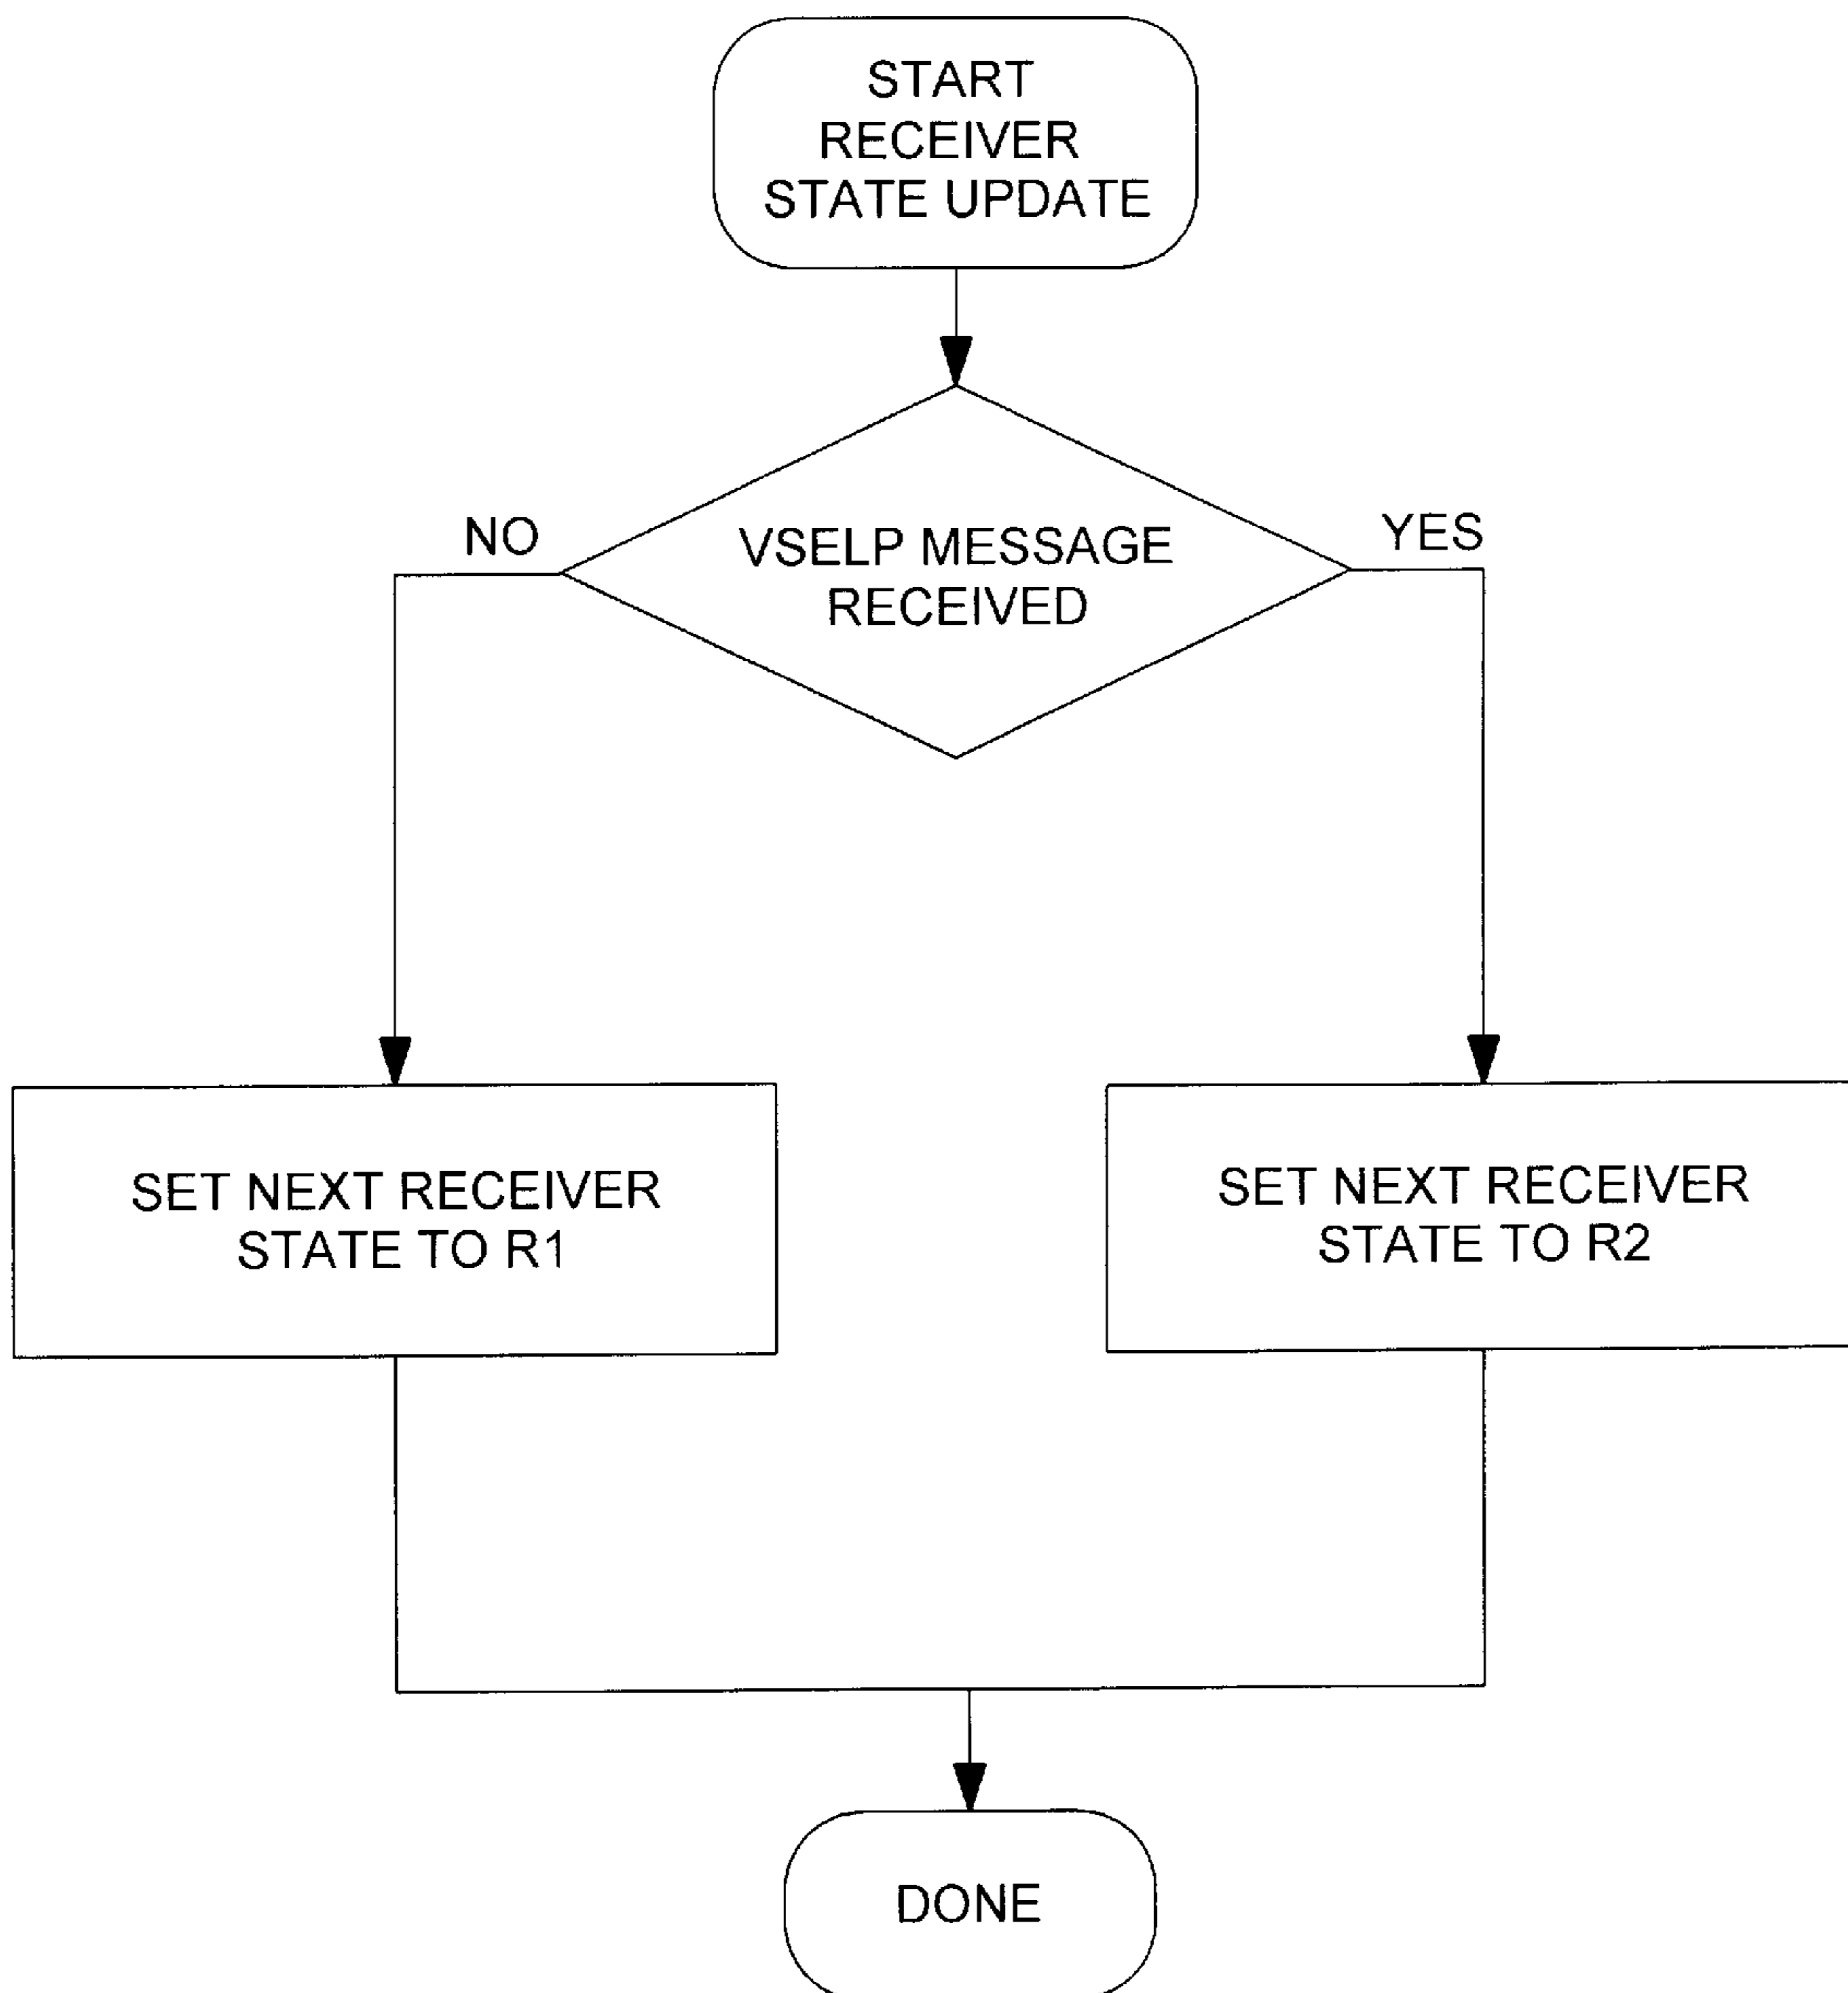 START
RECEIVER
STATE UPDATE
NO
VSELP MESSAGE
RECEIVED
YES
SET NEXT RECEIVER
STATE TO R1
SET NEXT RECEIVER
STATE TO R2
DONE